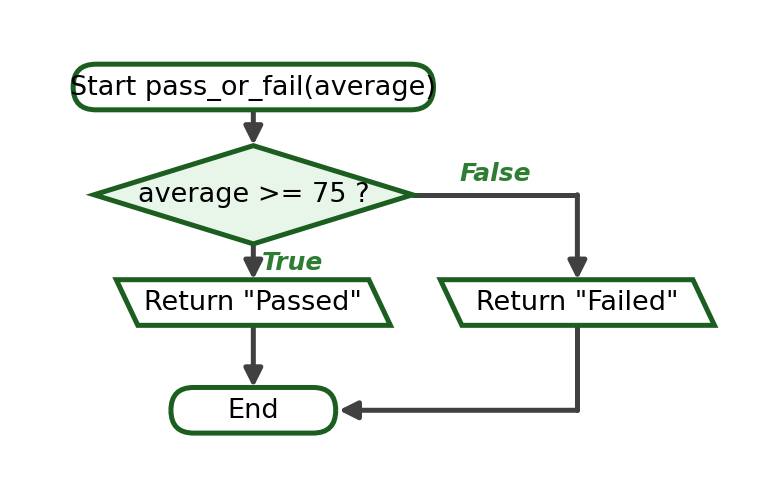 Start pass_or_fail(average)
average >= 75 ?
False
True
Return "Passed"
Return "Failed"
End